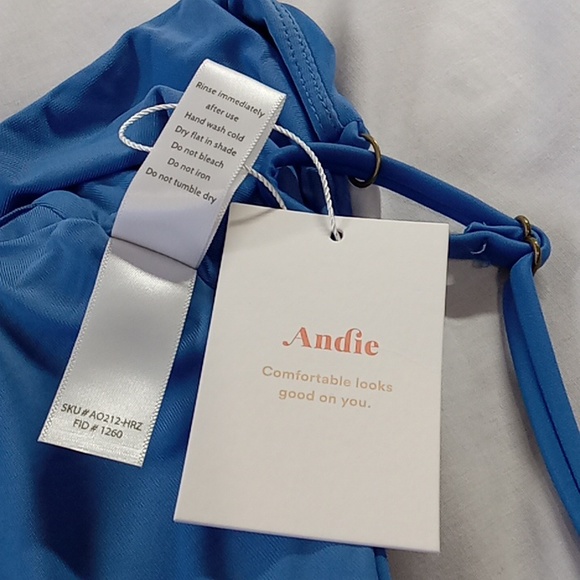 Rinse immediately
after use
Hand wash cold
Dry flat in shade
Do not bleach
Do not iron
Do not tumble dry
SKU# AO212-HRZ
FID # 1260
Andie
Comfortable looks
good on you.